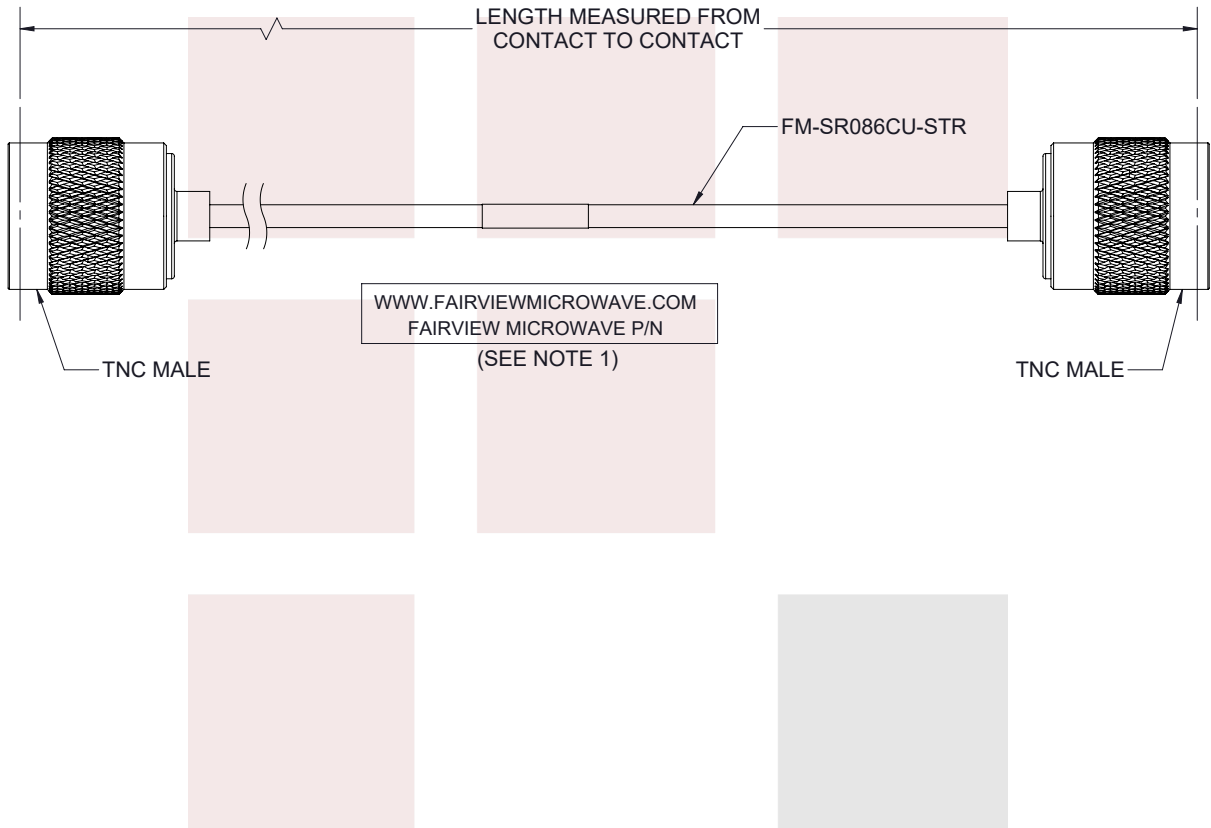 LENGTH MEASURED FROM
CONTACT TO CONTACT
FM-SR086CU-STR
WWW.FAIRVIEWMICROWAVE.COM
FAIRVIEW MICROWAVE P/N
(SEE NOTE 1)
TNC MALE
TNC MALE